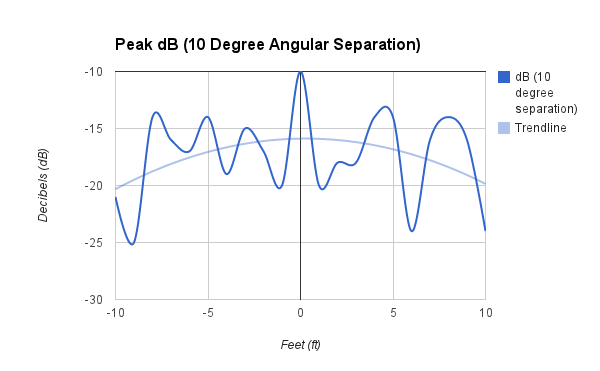 Peak dB (10 Degree Angular Separation)
-10
-15
-20
-25
-30
-10
-5
0
5
10
Decibels (dB)
Feet (ft)
dB (10
degree
separation)
Trendline